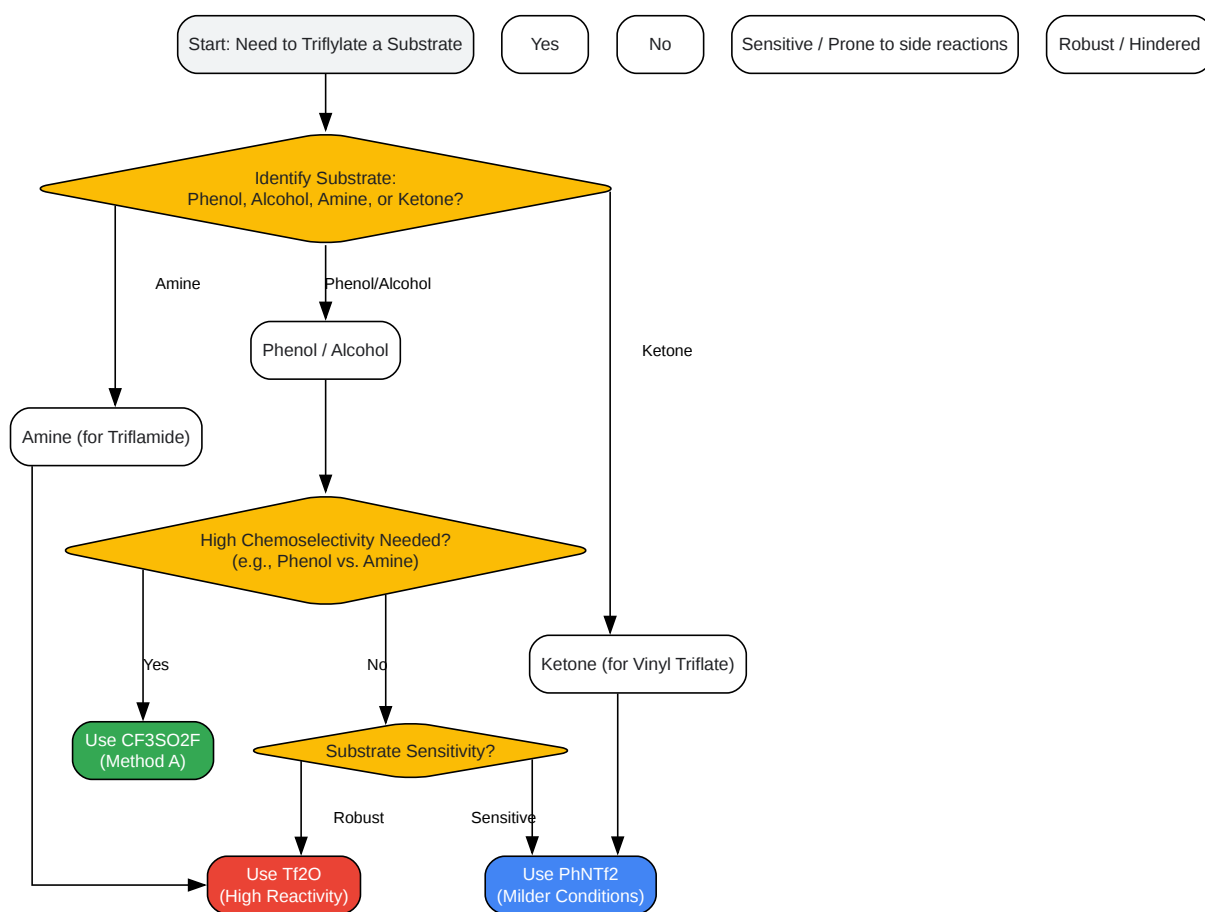 Start: Need to Triflylate a Substrate
Yes
No
Sensitive / Prone to side reactions
Robust / Hindered
Identify Substrate:
Phenol, Alcohol, Amine, or Ketone?
Amine
Phenol/Alcohol
Phenol / Alcohol
Ketone
Amine (for Triflamide)
High Chemoselectivity Needed?
(e.g., Phenol vs. Amine)
Yes
No
Ketone (for Vinyl Triflate)
Use CF3SO2F
(Method A)
Substrate Sensitivity?
Robust
Sensitive
Use Tf2O
(High Reactivity)
Use PhNTf2
(Milder Conditions)